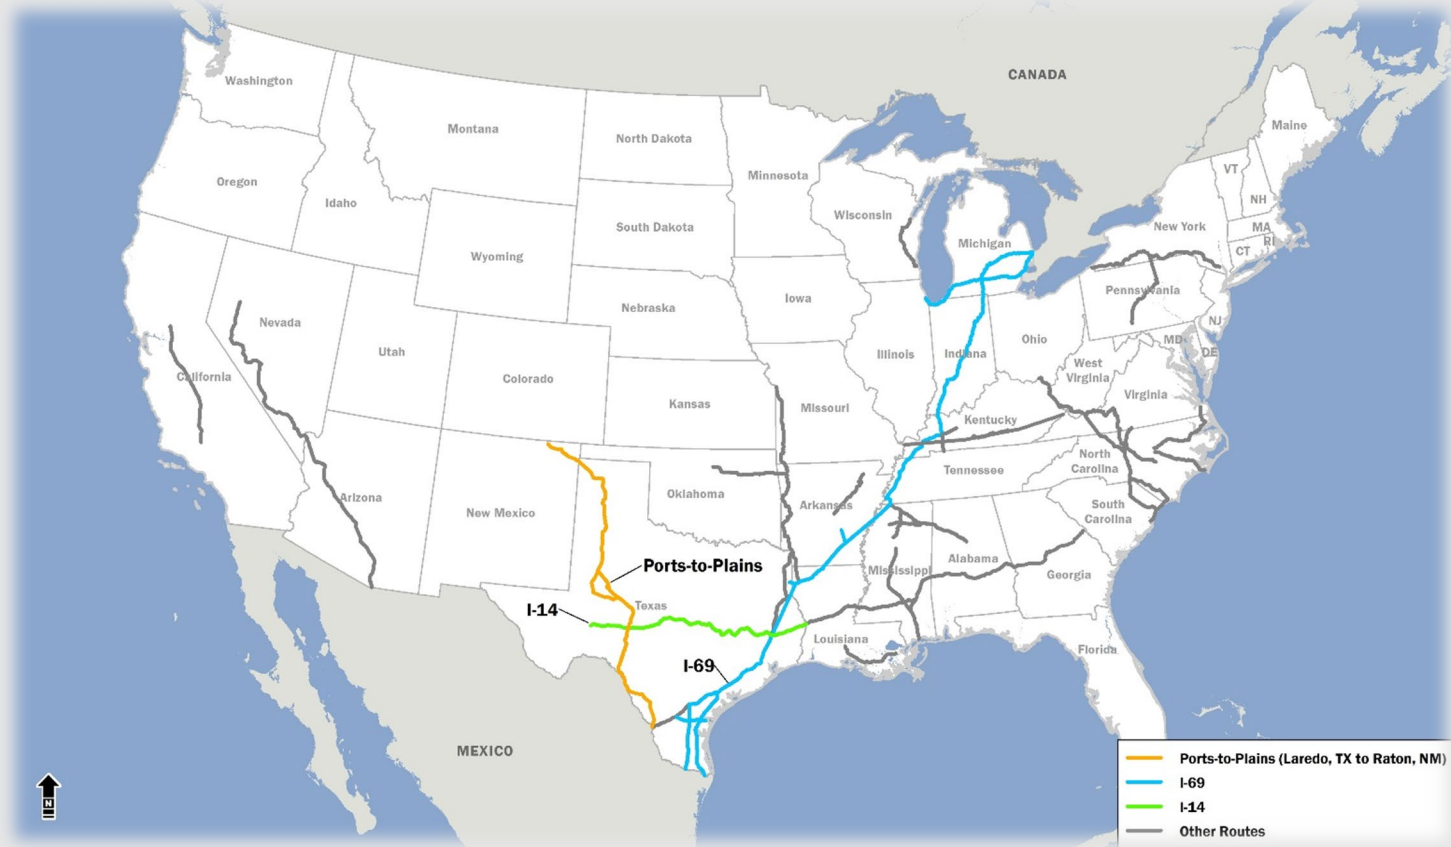 CANADA
Washington
Montana
North Dakota
Minnesota
Maine
VT
NH
Oregon
Idaho
South Dakota
Wisconsin
Michigan
New York
MA
RI
CT
Wyoming
Nebraska
Iowa
Pennsylvania
Nevada
Utah
Colorado
Illinois
Indiana
Ohio
NJ
MD
DE
West
Virginia
Virginia
California
Kansas
Missouri
Kentucky
Arizona
New Mexico
Oklahoma
Arkansas
Tennessee
North
Carolina
South
Carolina
Ports-to-Plains
Mississippi
Alabama
Georgia
I-14
Texas
Louisiana
Florida
I-69
MEXICO
N
Ports-to-Plains (Laredo, TX to Raton, NM)
I-69
I-14
Other Routes